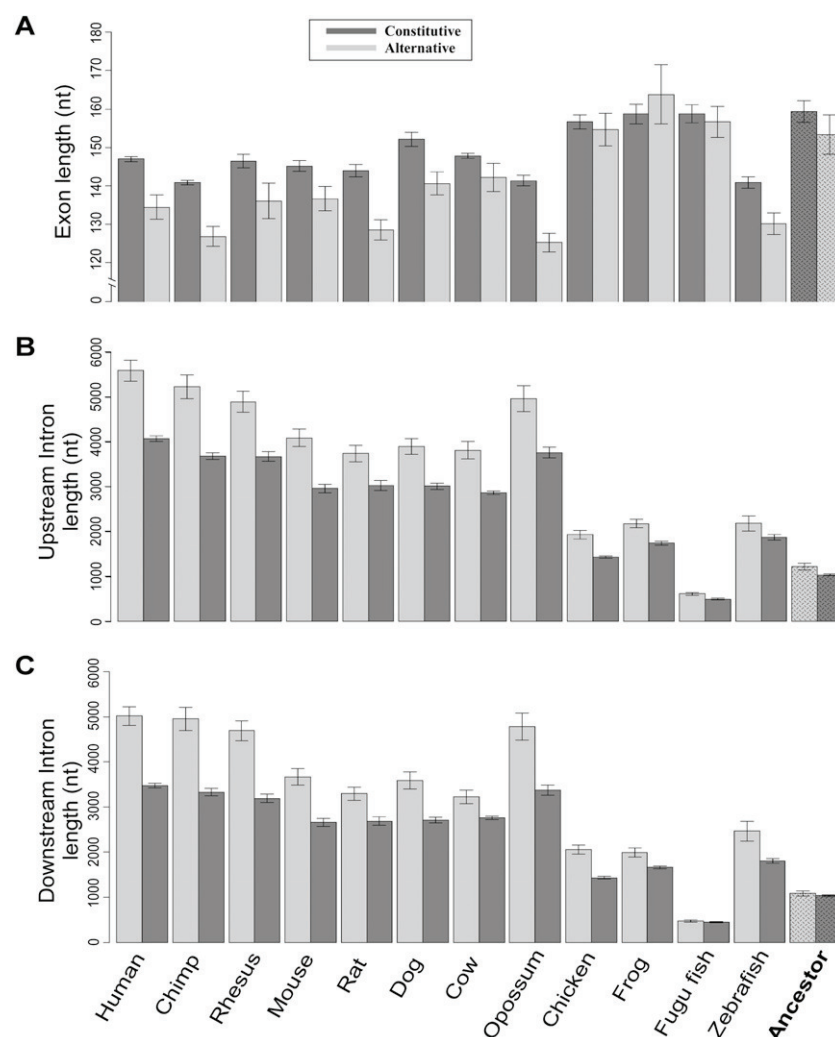 A
Constitutive
Alternative
Exon length (nt)
180
170
160
150
140
130
120
0
B
Upstream Intron
length (nt)
6000
5000
4000
3000
2000
1000
0
C
Downstream Intron
length (nt)
6000
5000
4000
3000
2000
1000
0
Human
Chimp
Rhesus
Mouse
Rat
Dog
Cow
Opossum
Chicken
Frog
Fugu fish
Zebrafish
Ancestor